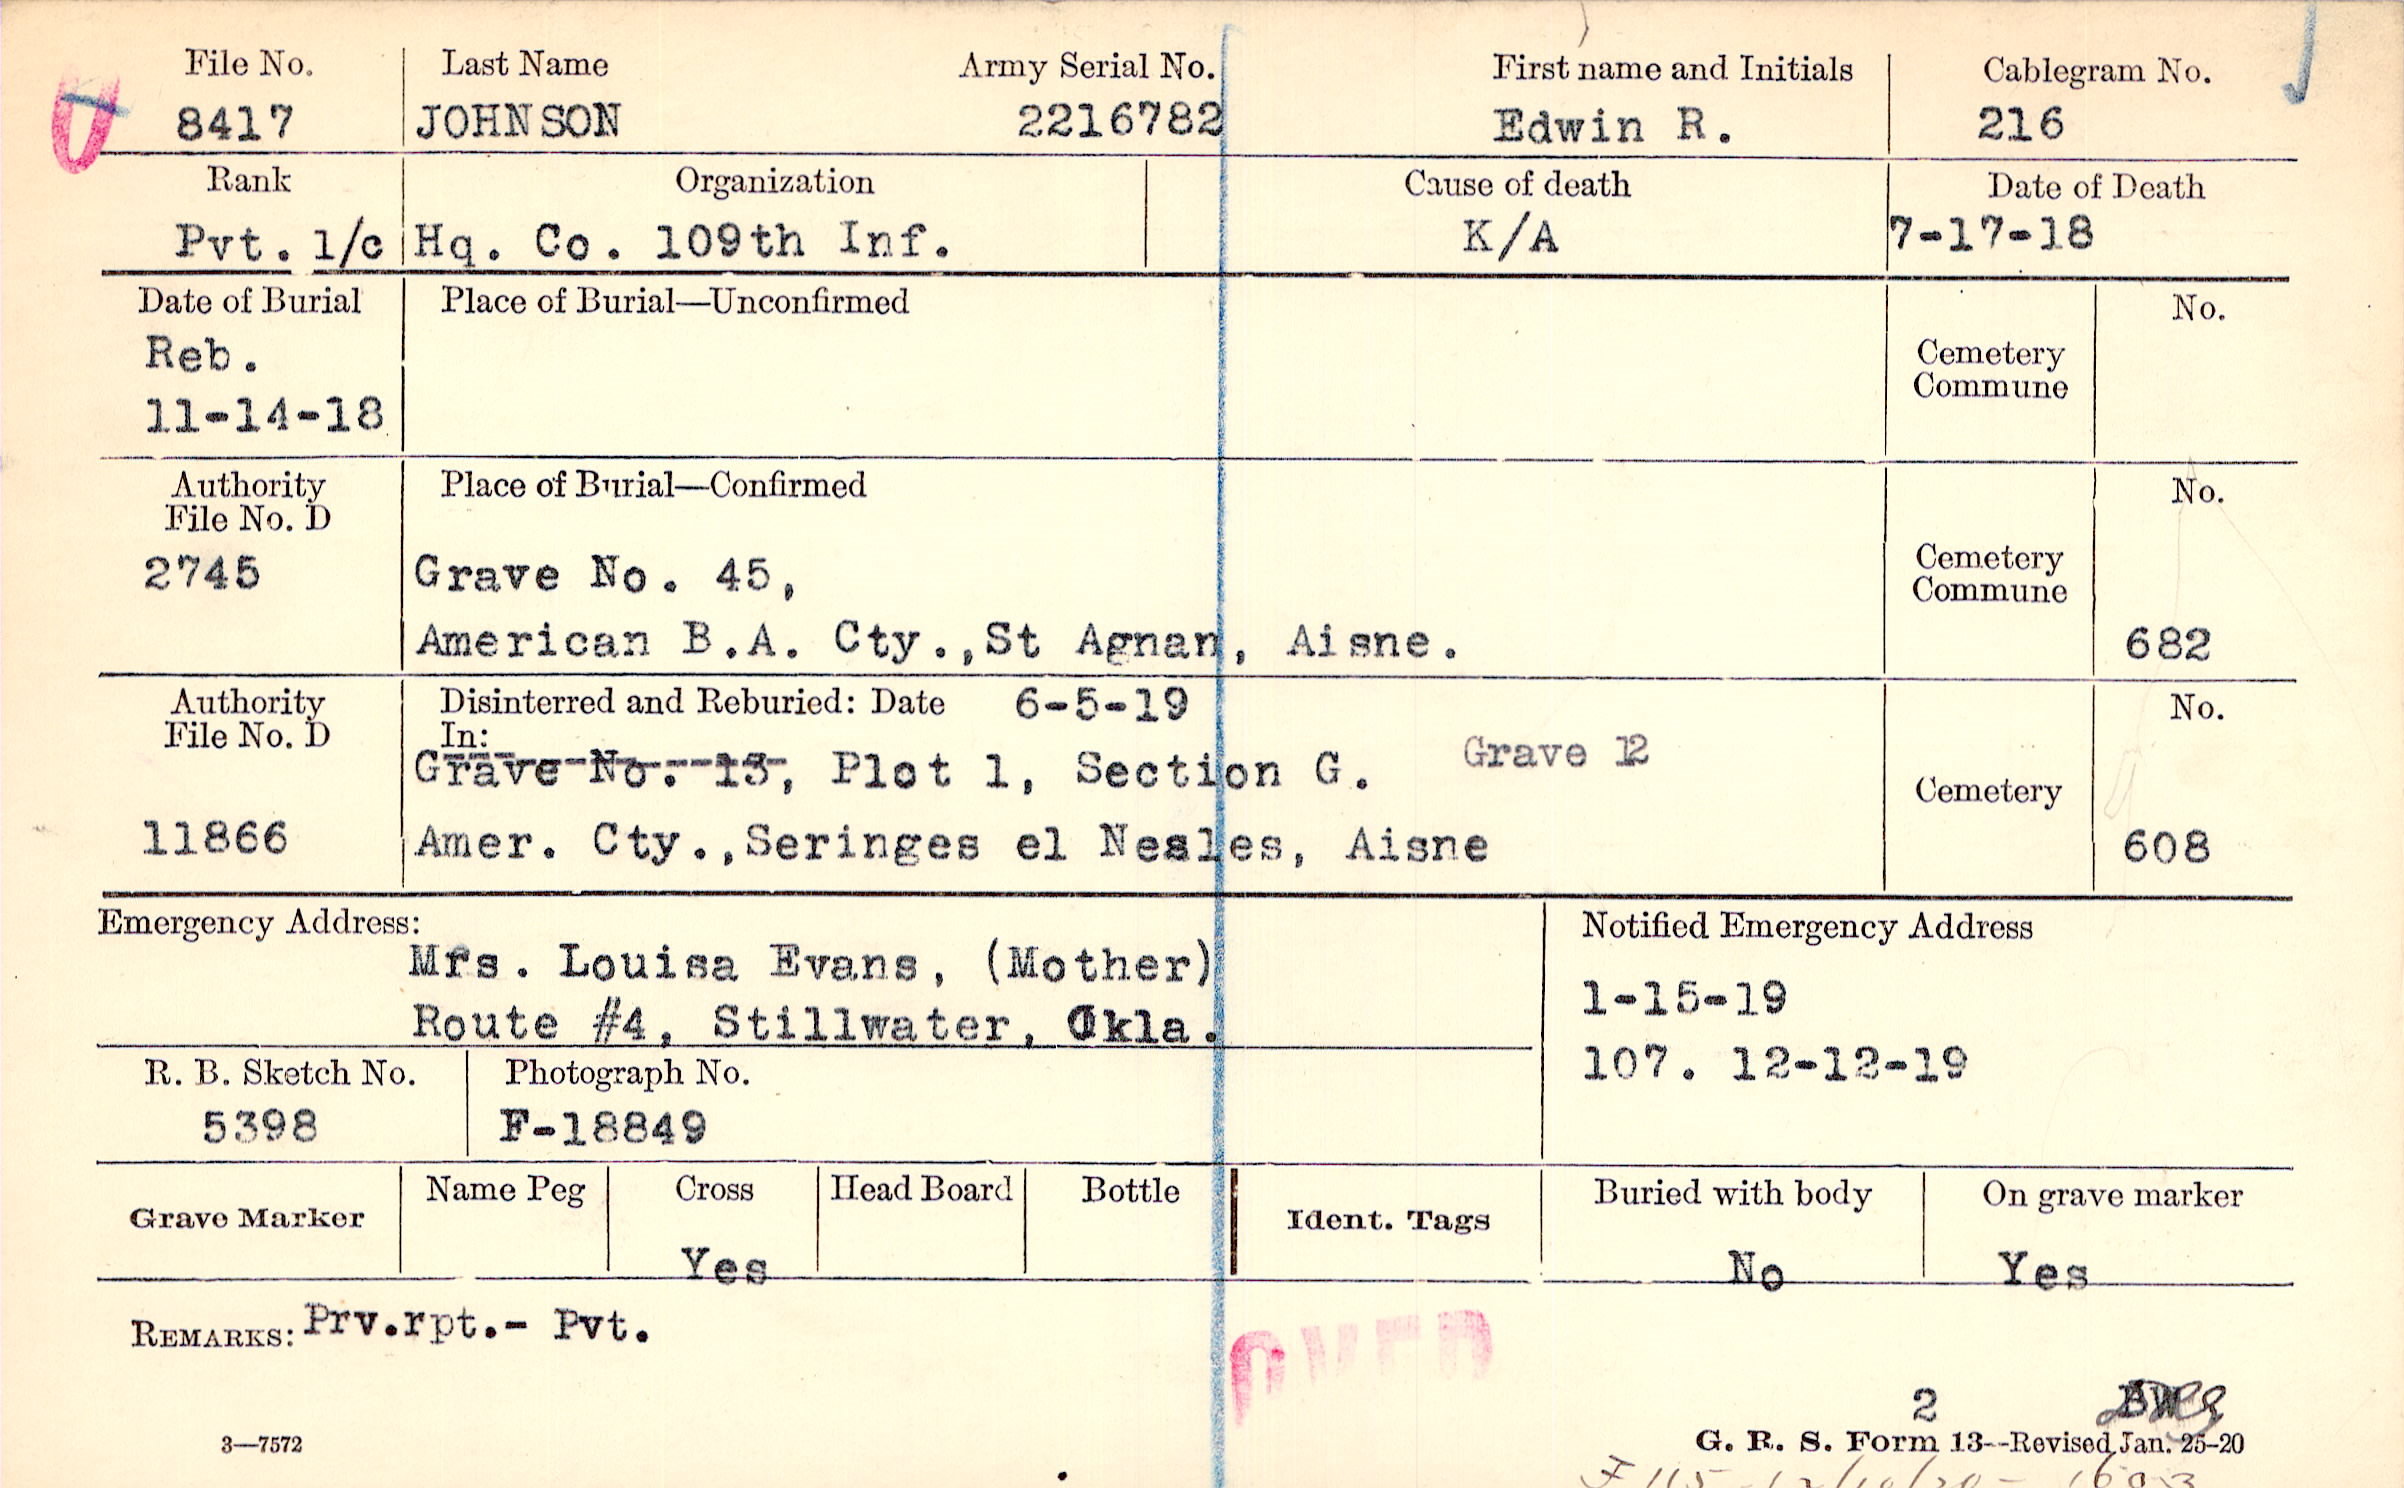 File No. Last Name Army Serial No. First name and Initials Cablegram No.
8417 JOHNSON 2216782 Edwin R. 216
Rank Organization Cause of death Date of Death
Pvt. 1/c Hq. Co. 109th Inf. K/A 7-17-18
Date of Burial Place of Burial—Unconfirmed No.
Reb.
Cemetery
Commune
11-14-18
Authority Place of Burial—Confirmed No.
File No. D
2745 Grave No. 45,
Cemetery
Commune
American B.A. Cty.,St Agnan, Aisne. 682
Authority Disinterred and Reburied: Date 6-5-19 No.
File No. D In:
Grave No. 13, Plot 1, Section G. Grave 12
Cemetery
11866 Amer. Cty.,Seringes el Nesles, Aisne 608
Emergency Address: Notified Emergency Address
Mrs. Louisa Evans, (Mother)
1-15-19
Route #4, Stillwater, Okla.
107. 12-12-19
R. B. Sketch No. Photograph No.
5398 F-18849
Grave Marker Name Peg Cross Head Board Bottle Ident. Tags Buried with body On grave marker
Yes No Yes
REMARKS: Prv.rpt.- Pvt.
OVER
2
3—7572 G. R. S. Form 13--Revised Jan. 25-20